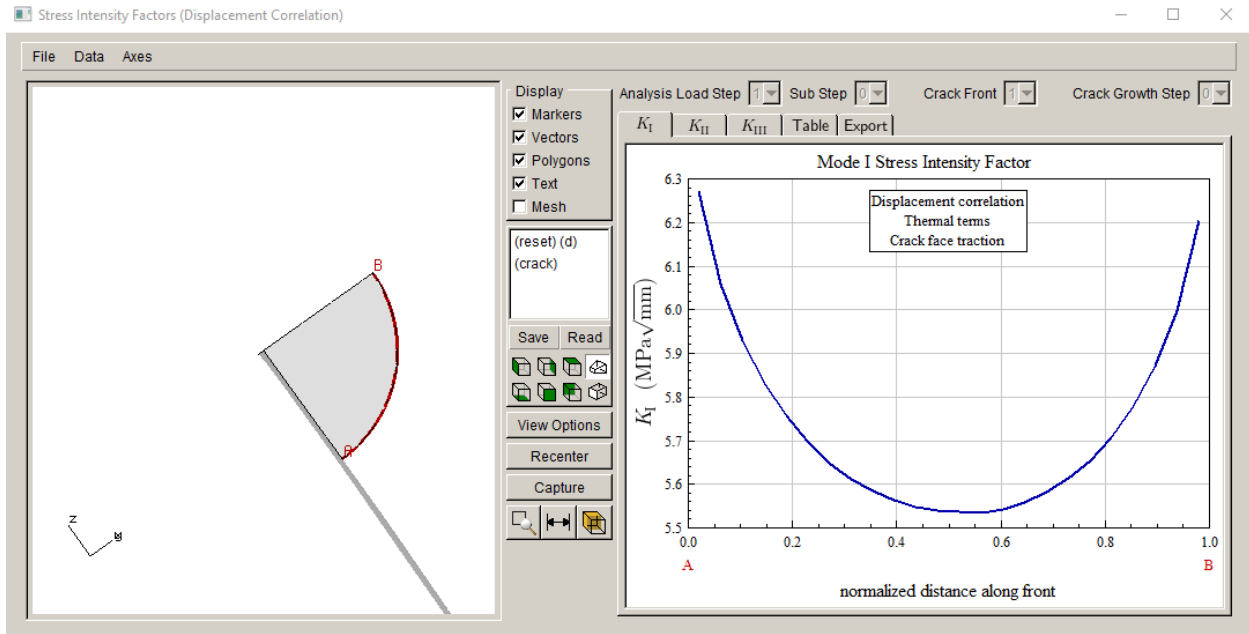 Stress Intensity Factors (Displacement Correlation)
File Data Axes
B
A
z
Display
Markers
Vectors
Polygons
Text
Mesh
(reset) (d)
(crack)
Save Read
View Options
Recenter
Capture
Analysis Load Step 1 Sub Step 0 Crack Front 1 Crack Growth Step 0
K_I K_II K_III Table Export
Mode I Stress Intensity Factor
Displacement correlation
Thermal terms
Crack face traction
6.3
6.2
6.1
6.0
5.9
5.8
5.7
5.6
5.5
K_I (MPa√mm)
0.0 0.2 0.4 0.6 0.8 1.0
A B
normalized distance along front